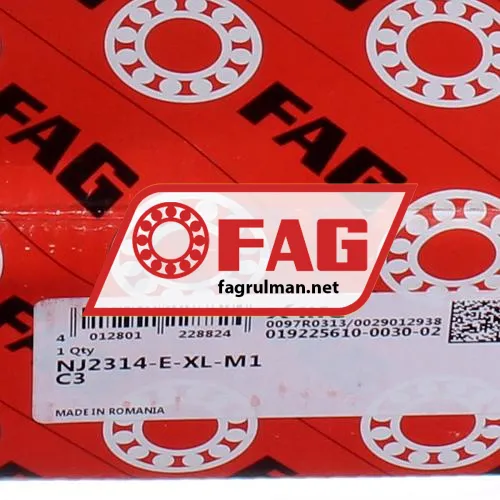 FAG
FAG
FAG
fagrulman.net
4 012801 228824
0097R0313/0029012938
019225610-0030-02
1 Qty
NJ2314-E-XL-M1
C3
MADE IN ROMANIA